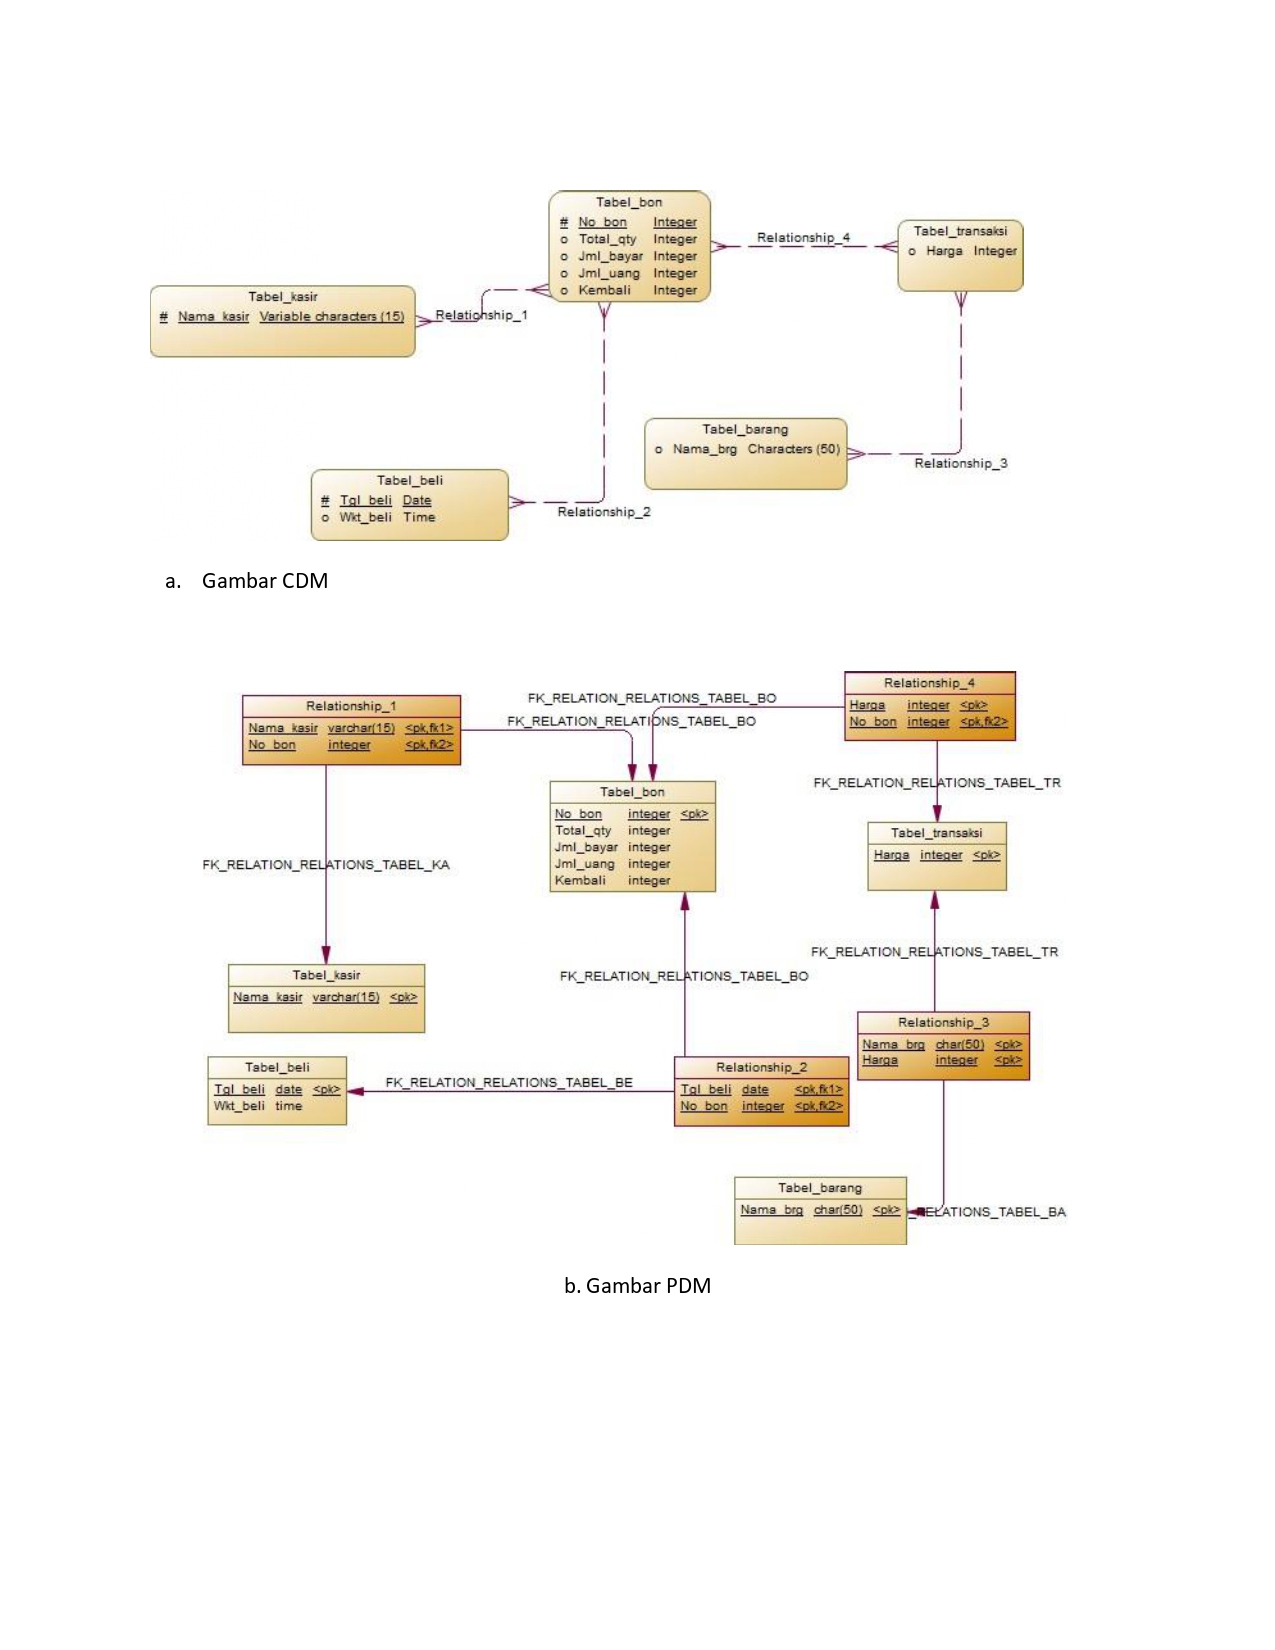 Tabel_bon
# No_bon Integer
o Total_qty Integer
o Jml_bayar Integer
o Jml_uang Integer
o Kembali Integer
Relationship_4
Tabel_transaksi
o Harga Integer
Tabel_kasir
# Nama_kasir Variable characters (15)
Relationship_1
Tabel_barang
o Nama_brg Characters (50)
Relationship_3
Tabel_beli
# Tgl_beli Date
o Wkt_beli Time
Relationship_2
a. Gambar CDM
Relationship_4
Harga integer <pk>
No_bon integer <pk,fk2>
FK_RELATION_RELATIONS_TABEL_BO
FK_RELATION_RELATIONS_TABEL_BO
Relationship_1
Nama_kasir varchar(15) <pk,fk1>
No_bon integer <pk,fk2>
FK_RELATION_RELATIONS_TABEL_TR
Tabel_bon
No_bon integer <pk>
Total_qty integer
Jml_bayar integer
Jml_uang integer
Kembali integer
Tabel_transaksi
Harga integer <pk>
FK_RELATION_RELATIONS_TABEL_KA
FK_RELATION_RELATIONS_TABEL_TR
Tabel_kasir
Nama_kasir varchar(15) <pk>
FK_RELATION_RELATIONS_TABEL_BO
Relationship_3
Nama_brg char(50) <pk>
Harga integer <pk>
Tabel_beli
Tgl_beli date <pk>
Wkt_beli time
FK_RELATION_RELATIONS_TABEL_BE
Relationship_2
Tgl_beli date <pk,fk1>
No_bon integer <pk,fk2>
Tabel_barang
Nama_brg char(50) <pk>
_RELATIONS_TABEL_BA
b. Gambar PDM